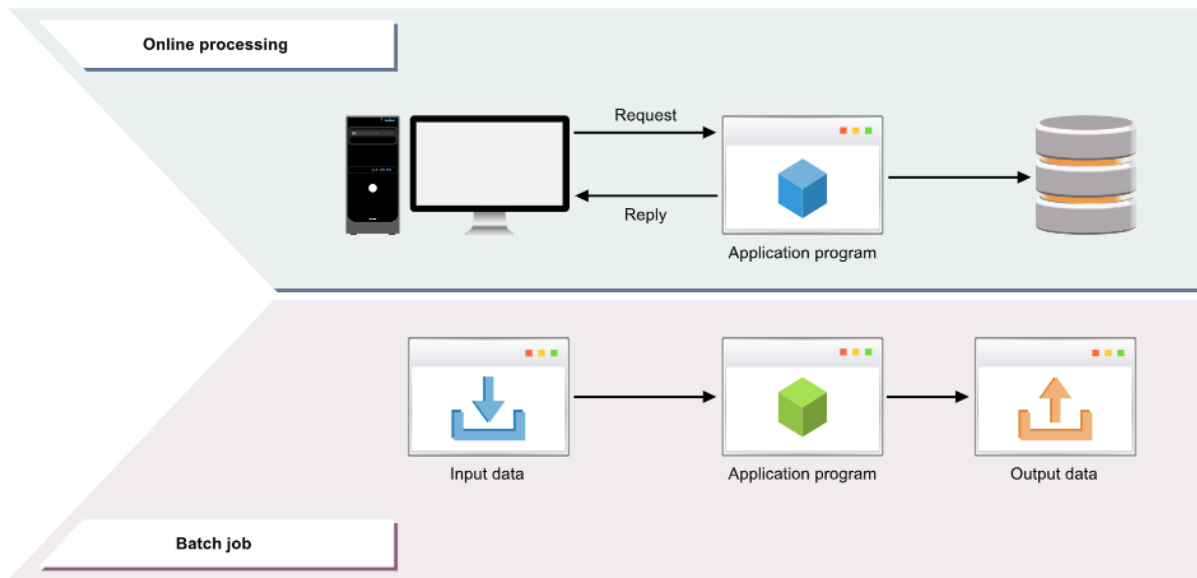 Online processing
Request
Reply
Application program
Input data
Application program
Output data
Batch job